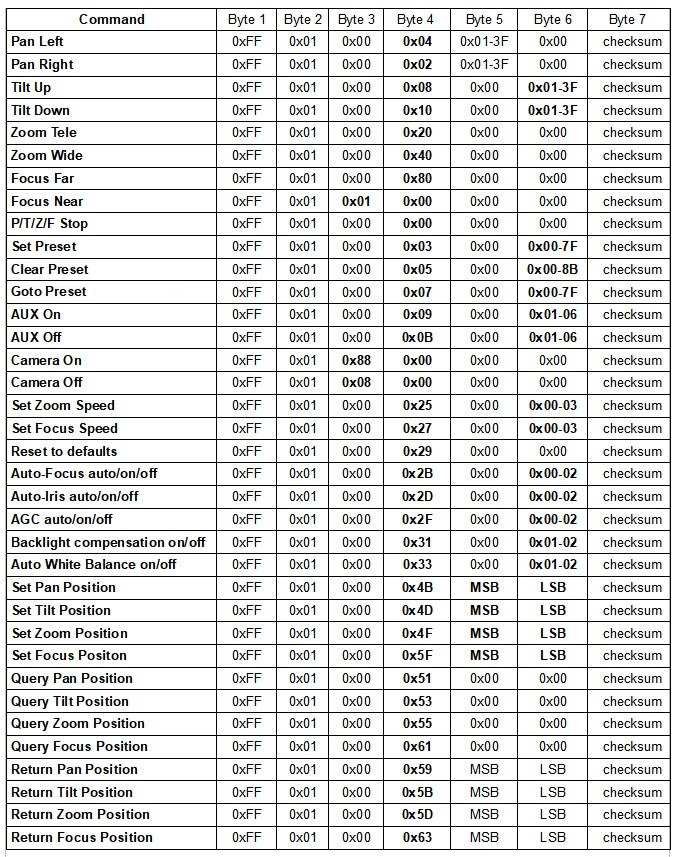 Command Byte 1 Byte 2 Byte 3 Byte 4 Byte 5 Byte 6 Byte 7
Pan Left 0xFF 0x01 0x00 0x04 0x01-3F 0x00 checksum
Pan Right 0xFF 0x01 0x00 0x02 0x01-3F 0x00 checksum
Tilt Up 0xFF 0x01 0x00 0x08 0x00 0x01-3F checksum
Tilt Down 0xFF 0x01 0x00 0x10 0x00 0x01-3F checksum
Zoom Tele 0xFF 0x01 0x00 0x20 0x00 0x00 checksum
Zoom Wide 0xFF 0x01 0x00 0x40 0x00 0x00 checksum
Focus Far 0xFF 0x01 0x00 0x80 0x00 0x00 checksum
Focus Near 0xFF 0x01 0x01 0x00 0x00 0x00 checksum
P/T/Z/F Stop 0xFF 0x01 0x00 0x00 0x00 0x00 checksum
Set Preset 0xFF 0x01 0x00 0x03 0x00 0x00-7F checksum
Clear Preset 0xFF 0x01 0x00 0x05 0x00 0x00-8B checksum
Goto Preset 0xFF 0x01 0x00 0x07 0x00 0x00-7F checksum
AUX On 0xFF 0x01 0x00 0x09 0x00 0x01-06 checksum
AUX Off 0xFF 0x01 0x00 0x0B 0x00 0x01-06 checksum
Camera On 0xFF 0x01 0x88 0x00 0x00 0x00 checksum
Camera Off 0xFF 0x01 0x08 0x00 0x00 0x00 checksum
Set Zoom Speed 0xFF 0x01 0x00 0x25 0x00 0x00-03 checksum
Set Focus Speed 0xFF 0x01 0x00 0x27 0x00 0x00-03 checksum
Reset to defaults 0xFF 0x01 0x00 0x29 0x00 0x00 checksum
Auto-Focus auto/on/off 0xFF 0x01 0x00 0x2B 0x00 0x00-02 checksum
Auto-Iris auto/on/off 0xFF 0x01 0x00 0x2D 0x00 0x00-02 checksum
AGC auto/on/off 0xFF 0x01 0x00 0x2F 0x00 0x00-02 checksum
Backlight compensation on/off 0xFF 0x01 0x00 0x31 0x00 0x01-02 checksum
Auto White Balance on/off 0xFF 0x01 0x00 0x33 0x00 0x01-02 checksum
Set Pan Position 0xFF 0x01 0x00 0x4B MSB LSB checksum
Set Tilt Position 0xFF 0x01 0x00 0x4D MSB LSB checksum
Set Zoom Position 0xFF 0x01 0x00 0x4F MSB LSB checksum
Set Focus Positon 0xFF 0x01 0x00 0x5F MSB LSB checksum
Query Pan Position 0xFF 0x01 0x00 0x51 0x00 0x00 checksum
Query Tilt Position 0xFF 0x01 0x00 0x53 0x00 0x00 checksum
Query Zoom Position 0xFF 0x01 0x00 0x55 0x00 0x00 checksum
Query Focus Position 0xFF 0x01 0x00 0x61 0x00 0x00 checksum
Return Pan Position 0xFF 0x01 0x00 0x59 MSB LSB checksum
Return Tilt Position 0xFF 0x01 0x00 0x5B MSB LSB checksum
Return Zoom Position 0xFF 0x01 0x00 0x5D MSB LSB checksum
Return Focus Position 0xFF 0x01 0x00 0x63 MSB LSB checksum